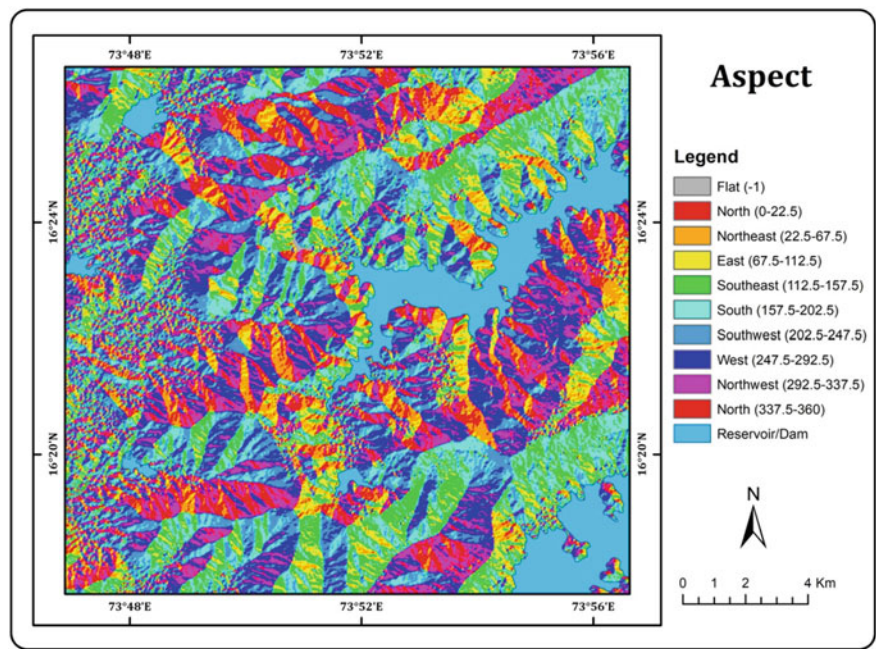 73°48'E 73°52'E 73°56'E
Aspect
Legend
Flat (-1)
North (0-22.5)
Northeast (22.5-67.5)
East (67.5-112.5)
Southeast (112.5-157.5)
South (157.5-202.5)
Southwest (202.5-247.5)
West (247.5-292.5)
Northwest (292.5-337.5)
North (337.5-360)
Reservoir/Dam
16°24'N 16°24'N
16°20'N 16°20'N
N
0 1 2 4 Km
73°48'E 73°52'E 73°56'E